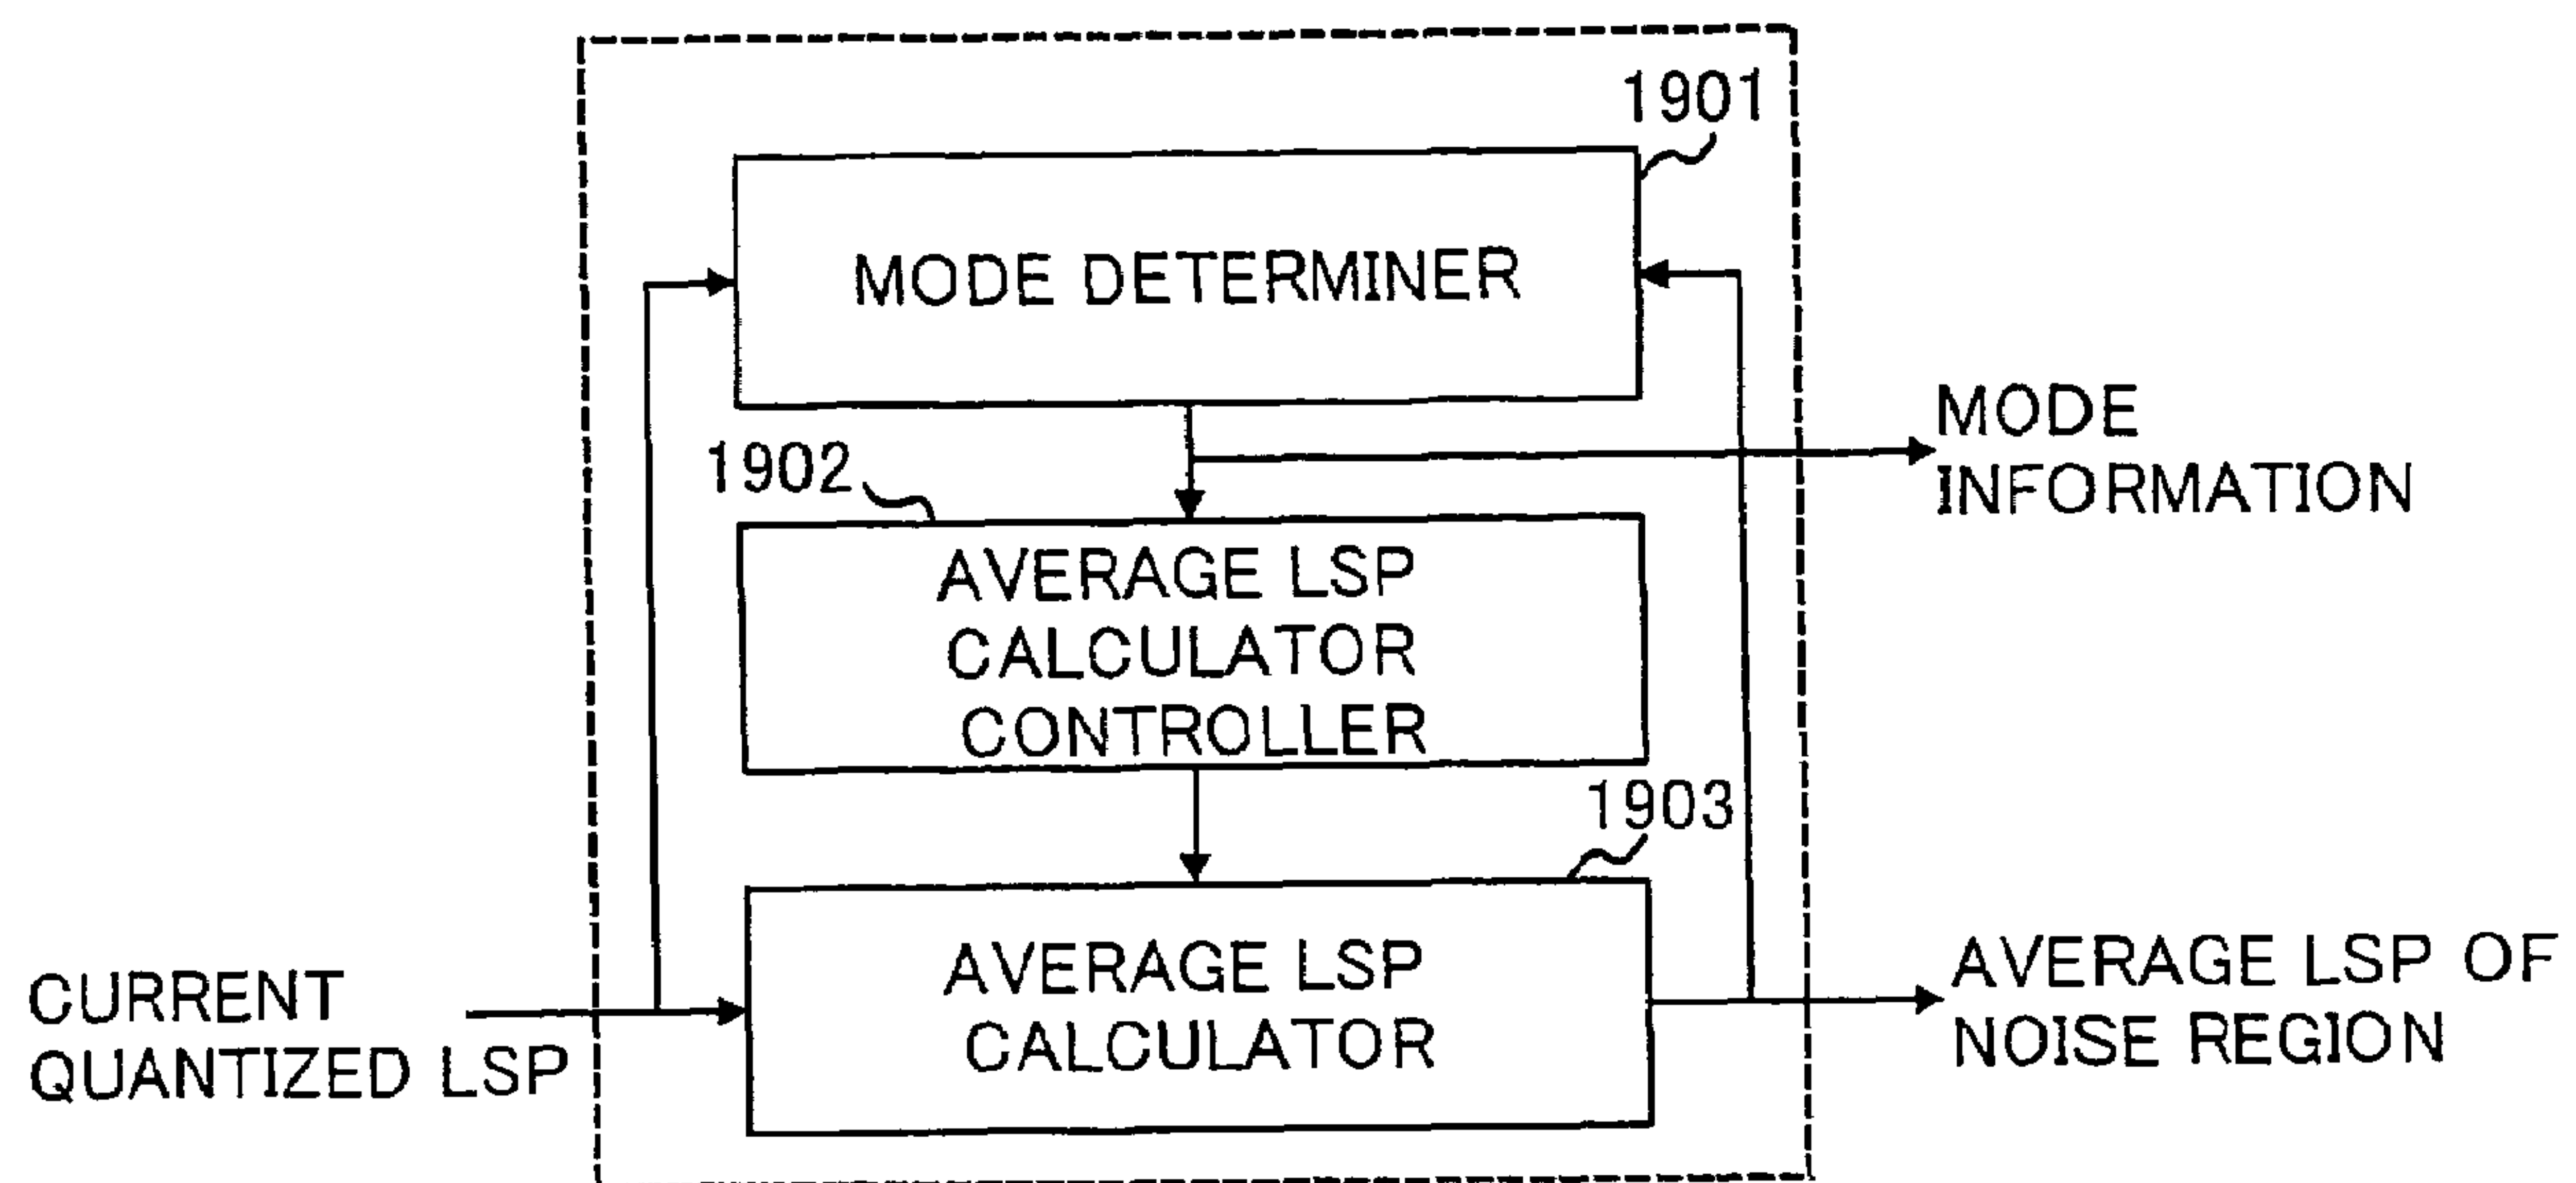 1901
MODE DETERMINER
MODE
INFORMATION
1902
AVERAGE LSP
CALCULATOR
CONTROLLER
1903
CURRENT
QUANTIZED LSP
AVERAGE LSP
CALCULATOR
AVERAGE LSP OF
NOISE REGION